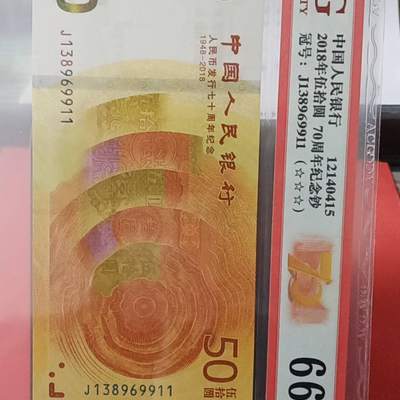 中国人民银行
人民币发行七十周年纪念
1948-2018
J138969911
50
伍拾圆
J138969911
中国人民银行 12140415
2018年伍拾圆 70周年纪念钞
冠号：J138969911 (☆☆☆)
70
66